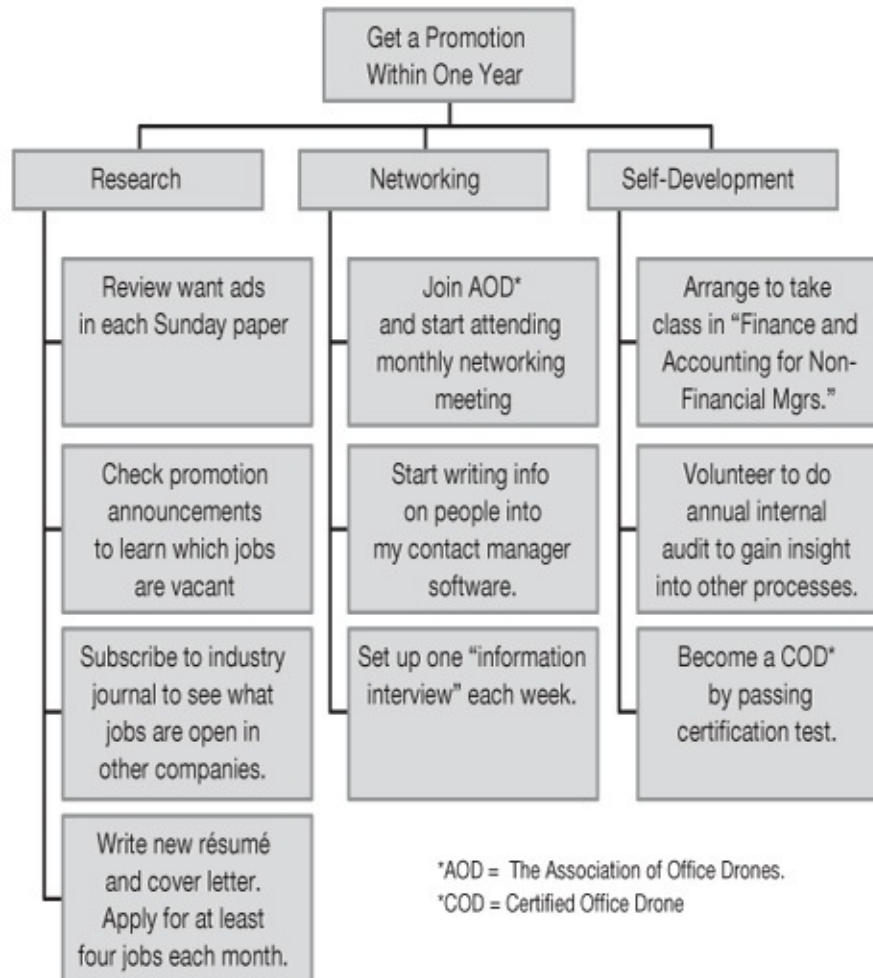 Get a Promotion
Within One Year
Research
Networking
Self-Development
Review want ads
in each Sunday paper
Check promotion
announcements
to learn which jobs
are vacant
Subscribe to industry
journal to see what
jobs are open in
other companies.
Write new résumé
and cover letter.
Apply for at least
four jobs each month.
Join AOD*
and start attending
monthly networking
meeting
Start writing info
on people into
my contact manager
software.
Set up one “information
interview” each week.
Arrange to take
class in “Finance and
Accounting for Non-
Financial Mgrs.”
Volunteer to do
annual internal
audit to gain insight
into other processes.
Become a COD*
by passing
certification test.
*AOD = The Association of Office Drones.
*COD = Certified Office Drone